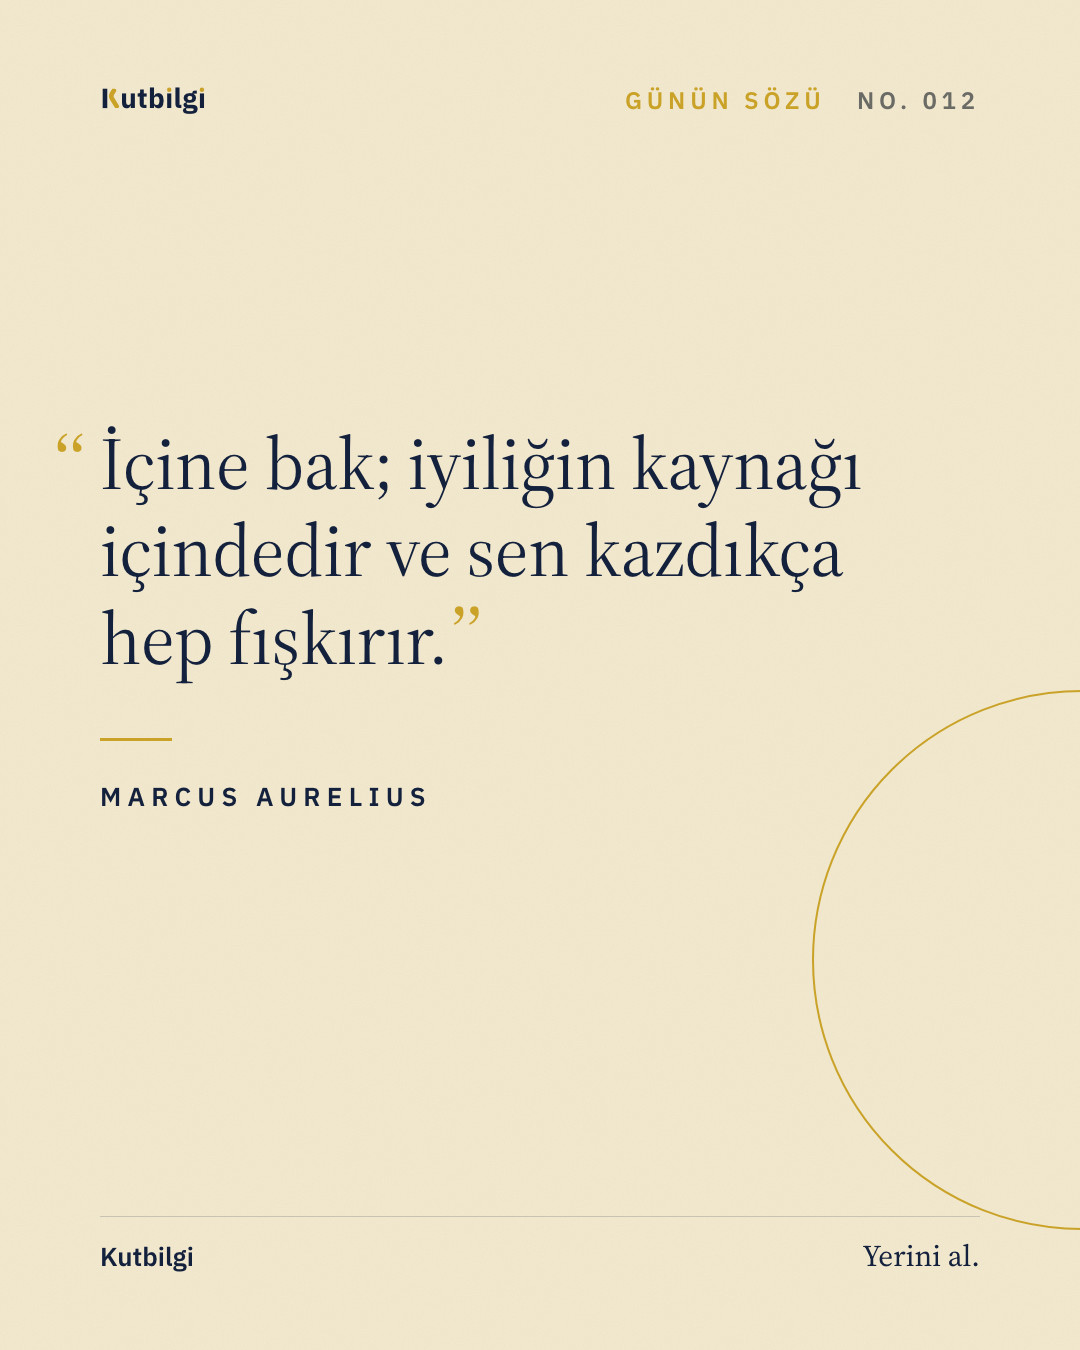 Kutbilgi
GÜNÜN SÖZÜ NO. 012
“İçine bak; iyiliğin kaynağı
içindedir ve sen kazdıkça
hep fışkırır.”
MARCUS AURELIUS
Kutbilgi
Yerini al.